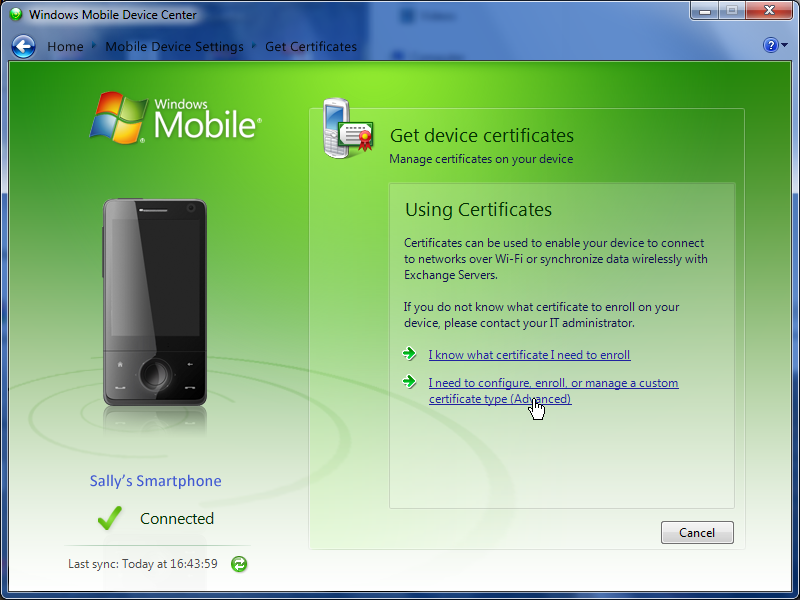 Windows Mobile Device Center
Home Mobile Device Settings Get Certificates
Windows
Mobile
Get device certificates
Manage certificates on your device
Using Certificates
Certificates can be used to enable your device to connect
to networks over Wi-Fi or synchronize data wirelessly with
Exchange Servers.
If you do not know what certificate to enroll on your
device, please contact your IT administrator.
I know what certificate I need to enroll
I need to configure, enroll, or manage a custom
certificate type (Advanced)
Sally's Smartphone
Connected
Last sync: Today at 16:43:59
Cancel